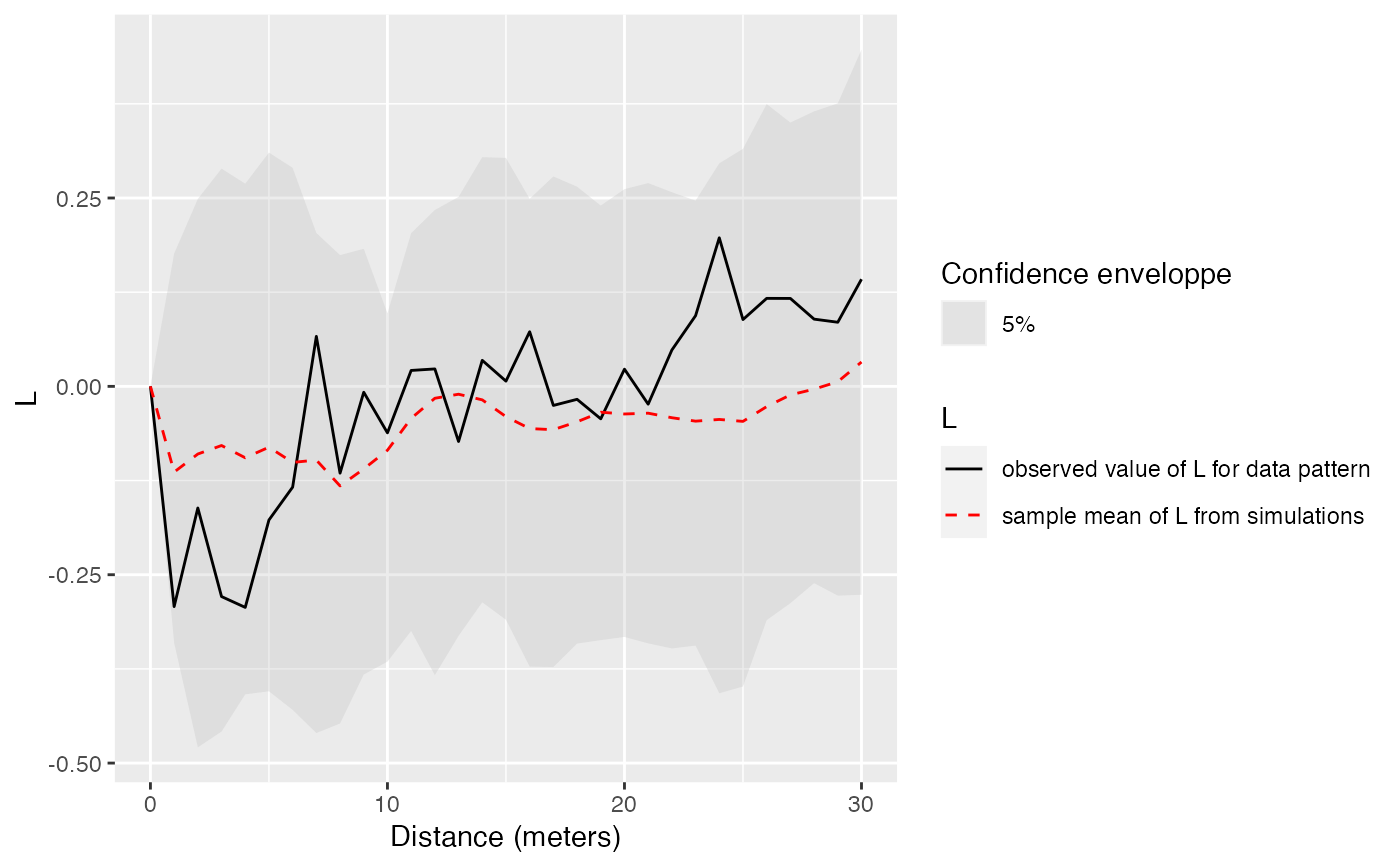 0.25
0.00
-0.25
-0.50
L
0
10
20
30
Distance (meters)
Confidence enveloppe
5%
L
observed value of L for data pattern
sample mean of L from simulations